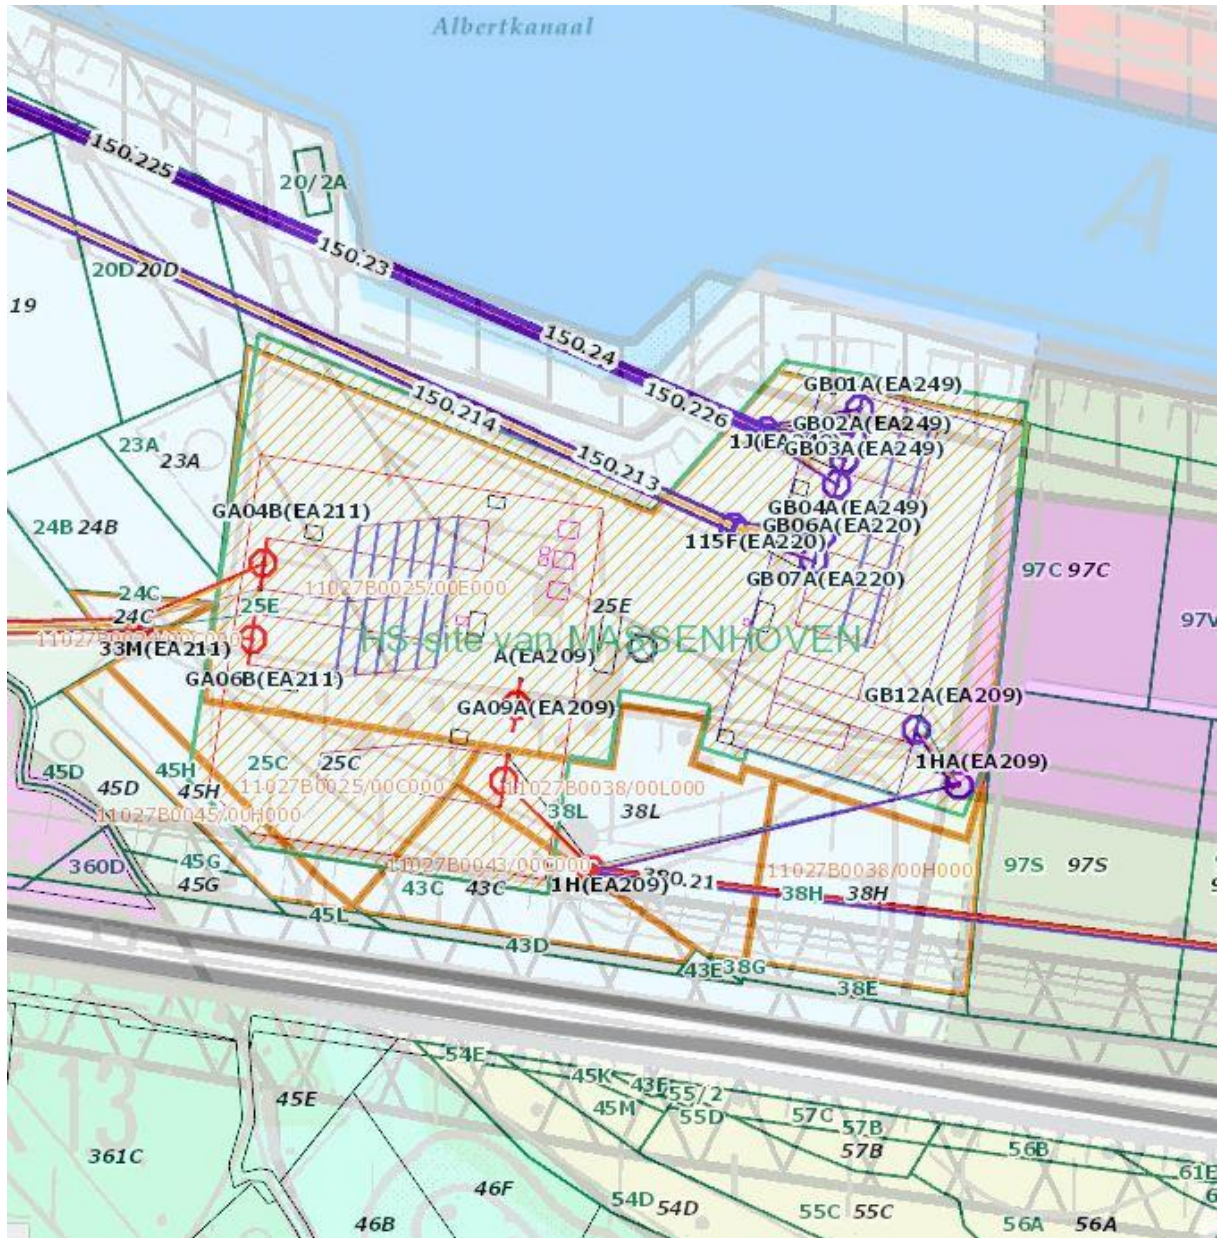 Albertkanaal
A
150.225
20/2A
150.23
20D 20D
19
150.24
150.214
150.226
GB01A(EA249)
GB02A(EA249)
GB03A(EA249)
23A
23A
150.213
GB04A(EA249)
GA04B(EA211)
24B 24B
GB06A(EA220)
115F(EA220)
GB07A(EA220)
97C 97C
24C
24C
11027B0025/00E000
25E
25E
97V
HS-site van MASSENHOVEN
33M(EA211)
A(EA209)
GA06B(EA211)
GA09A(EA209)
GB12A(EA209)
45D
45D
45H
45H
25C 25C
11027B0025/00C000
11027B0038/00L000
1HA(EA209)
38L 38L
11027B0045/00H000
360D
45G
45G
11027B0043/00C000
43C 43C
1H(EA209)
380.21
11027B0038/00H000
38H 38H
97S 97S
45L
43D
43E
38G
38E
13
54E
45K
43F
55/2
45M
55D
57C
57B
57B
56B
45E
361C
46F
46B
54D 54D
55C 55C
56A 56A
61E